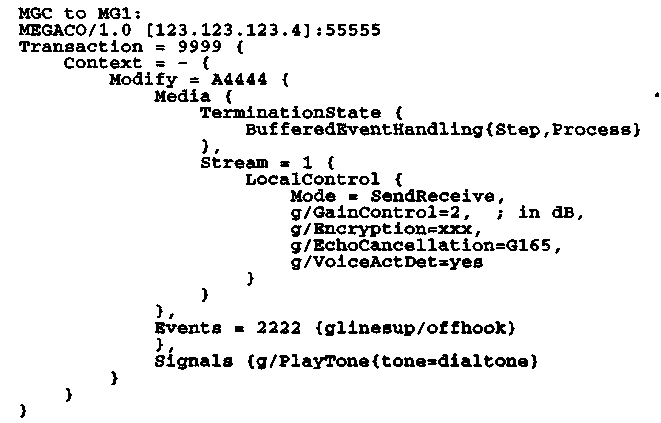 MGC to MG1:
MEGACO/1.0 [123.123.123.4]:55555
Transaction = 9999 {
    Context = - {
        Modify = A4444 {
            Media {
                TerminationState {
                    BufferedEventHandling{Step,Process}
                },
                Stream = 1 {
                    LocalControl {
                        Mode = SendReceive,
                        g/GainControl=2,  ; in dB,
                        g/Encryption=xxx,
                        g/EchoCancellation=G165,
                        g/VoiceActDet=yes
                    }
                }
            },
            Events = 2222 {glinesup/offhook}
            },
            Signals {g/PlayTone{tone=dialtone}
        }
    }
}